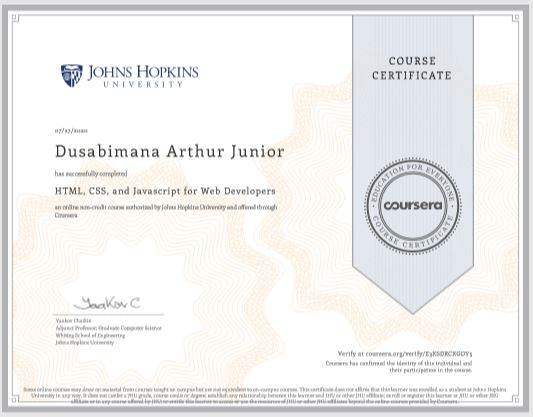 JOHNS HOPKINS
UNIVERSITY
COURSE
CERTIFICATE
07/27/2020
Dusabimana Arthur Junior
has successfully completed
HTML, CSS, and Javascript for Web Developers
an online non-credit course authorized by Johns Hopkins University and offered through
Coursera
EDUCATION FOR EVERYONE
coursera
COURSE CERTIFICATE
Yaakov C.
Yaakov Chaikin
Adjunct Professor, Graduate Computer Science
Whiting School of Engineering
Johns Hopkins University
Verify at coursera.org/verify/
Coursera has confirmed the identity of this individual and
their participation in the course.
Some online courses may draw on material from courses taught on campus but are not equivalent to on-campus courses. This certificate does not affirm that this learner was enrolled as a student at Johns Hopkins
University in any way. It does not confer a JHU grade, course credit or degree, establish any relationship between this learner and JHU or other JHU affiliate(s), or enroll or register this learner at JHU or other JHU
affiliate or in any course offered by JHU or entitle this learner to access or use the resources of JHU or other JHU affiliates beyond the online courses provided by Coursera.